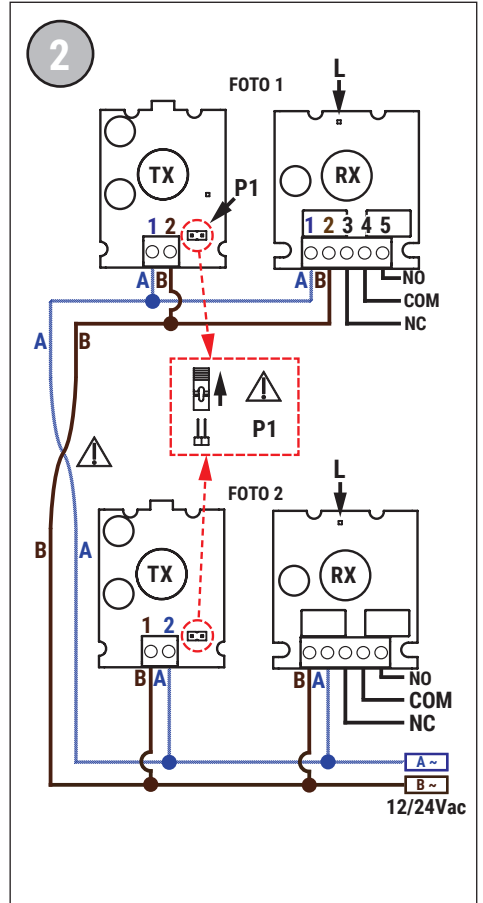 2
FOTO 1
L
TX
RX
P1
1 2
1 2 3 4 5
A B
A B
NO
COM
NC
A B
P1
FOTO 2
L
B A
TX
RX
1 2
B A
B A
NO
COM
NC
A ~
B ~
12/24Vac